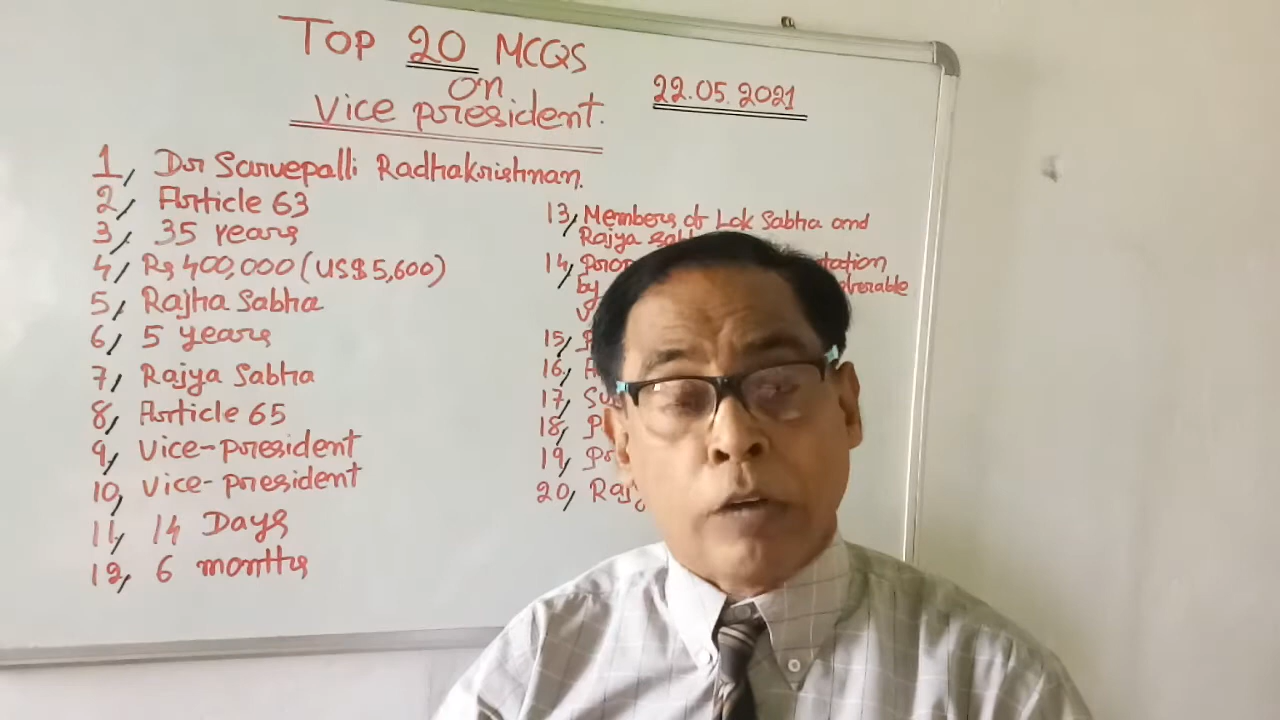 Top 20 MCQS
on
Vice president.
22.05.2021
1, Dr Sarvepalli Radhakrishnan.
2, Article 63
3, 35 years
4, Rs 400,000 (US$ 5,600)
5, Rajha Sabha
6, 5 years
7, Rajya Sabha
8, Article 65
9, Vice-president
10, Vice-president
11, 14 Days
12, 6 months
13, Members of Lok Sabha and
Rajya
14,
by
15,
16,
17,
18,
19,
20,